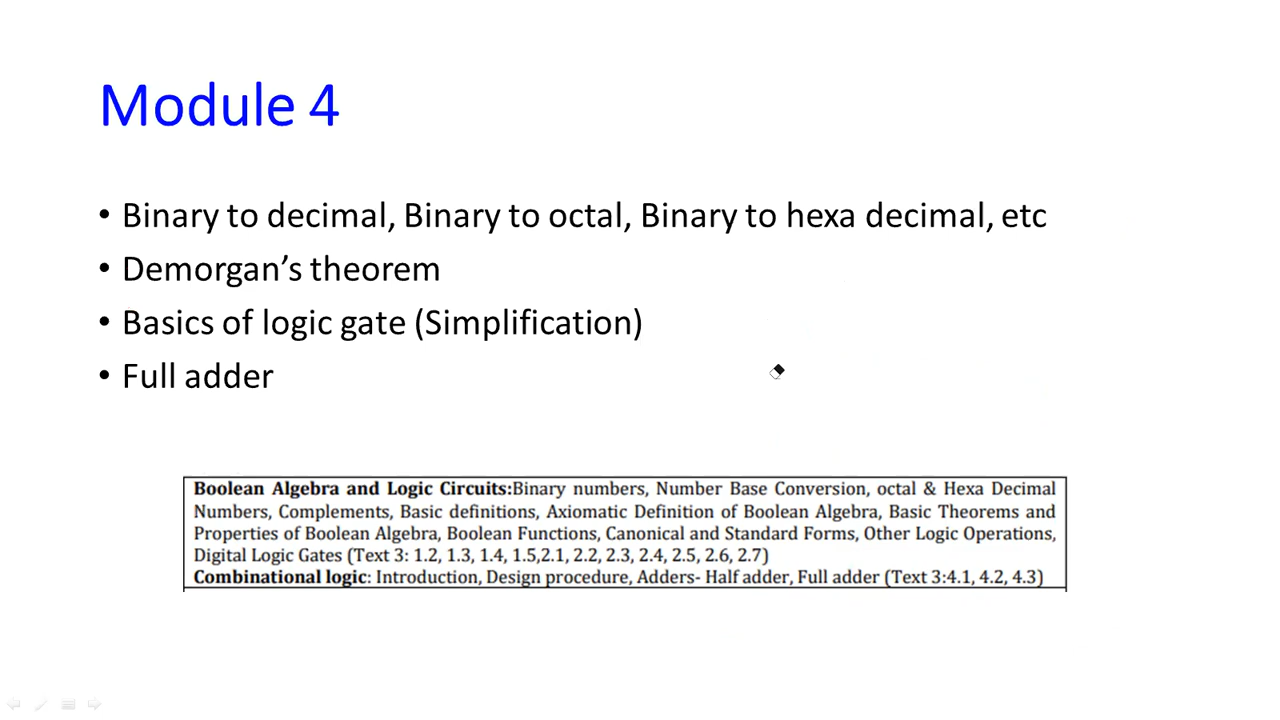 Module 4
• Binary to decimal, Binary to octal, Binary to hexa decimal, etc
• Demorgan’s theorem
• Basics of logic gate (Simplification)
• Full adder
Boolean Algebra and Logic Circuits:Binary numbers, Number Base Conversion, octal & Hexa Decimal
Numbers, Complements, Basic definitions, Axiomatic Definition of Boolean Algebra, Basic Theorems and
Properties of Boolean Algebra, Boolean Functions, Canonical and Standard Forms, Other Logic Operations,
Digital Logic Gates (Text 3: 1.2, 1.3, 1.4, 1.5,2.1, 2.2, 2.3, 2.4, 2.5, 2.6, 2.7)
Combinational logic: Introduction, Design procedure, Adders- Half adder, Full adder (Text 3:4.1, 4.2, 4.3)